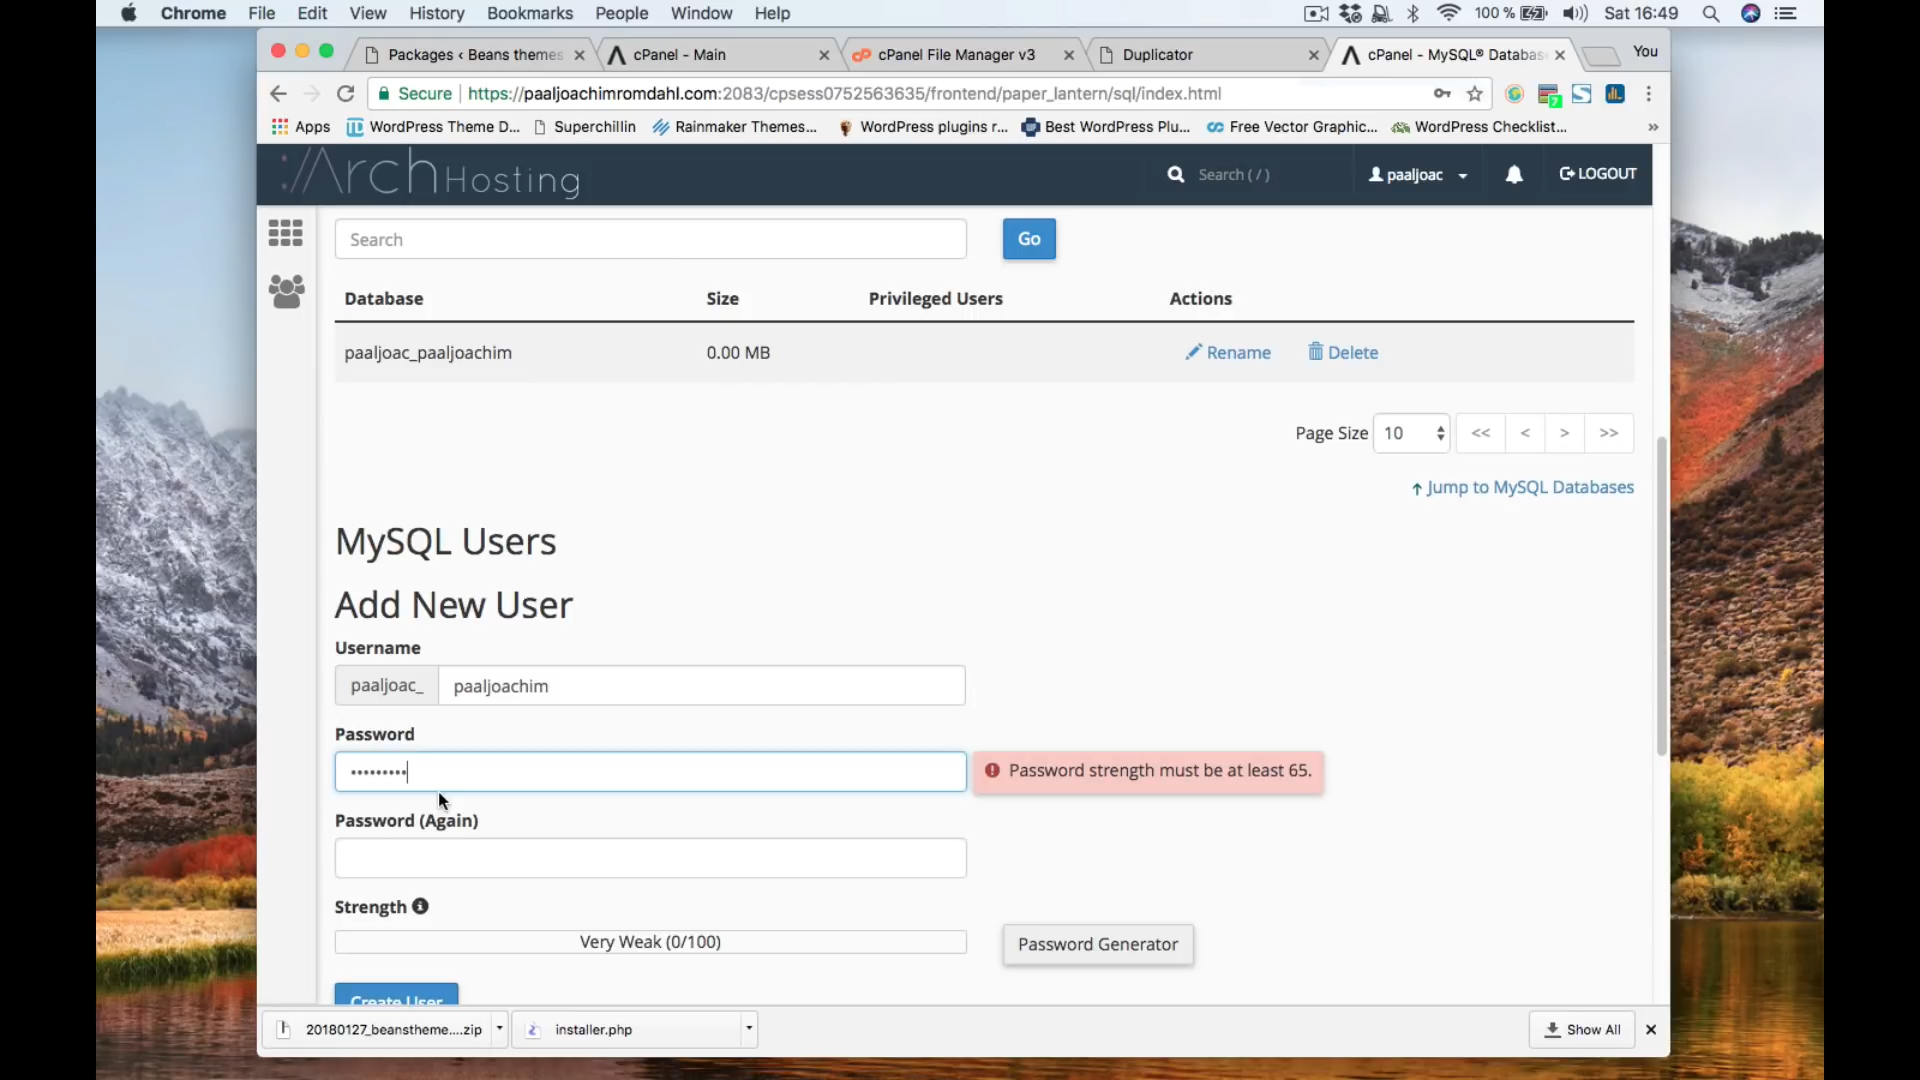 Chrome File Edit View History Bookmarks People Window Help 100 % Sat 16:49
Packages ‹ Beans themes cPanel - Main cPanel File Manager v3 Duplicator cPanel - MySQL® Databas You
Secure https://paaljoachimromdahl.com:2083/cpsess0752563635/frontend/paper_lantern/sql/index.html
Apps WordPress Theme D... Superchillin Rainmaker Themes... WordPress plugins r... Best WordPress Plu... Free Vector Graphic... WordPress Checklist... »
://Arch Hosting Search ( / ) paaljoac LOGOUT
Search Go
Database Size Privileged Users Actions
paaljoac_paaljoachim 0.00 MB Rename Delete
Page Size 10 << < > >>
Jump to MySQL Databases
MySQL Users
Add New User
Username
paaljoac_ paaljoachim
Password
••••••••• Password strength must be at least 65.
Password (Again)
Strength
Very Weak (0/100) Password Generator
Create User
20180127_beanstheme....zip installer.php Show All